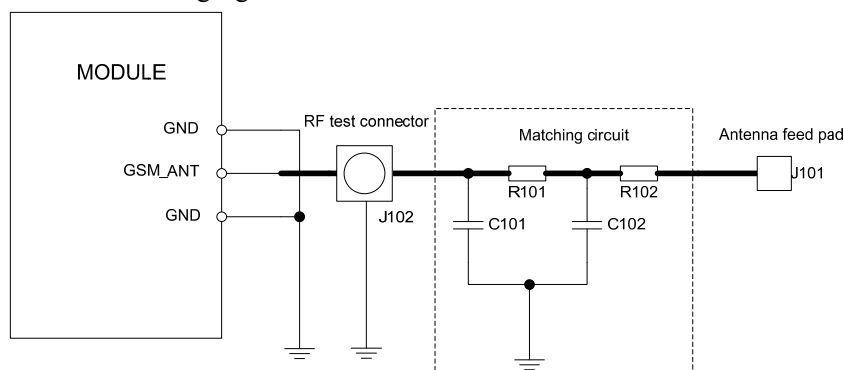 MODULE
GND
GSM_ANT
GND
RF test connector
J102
Matching circuit
R101
R102
C101
C102
Antenna feed pad
J101